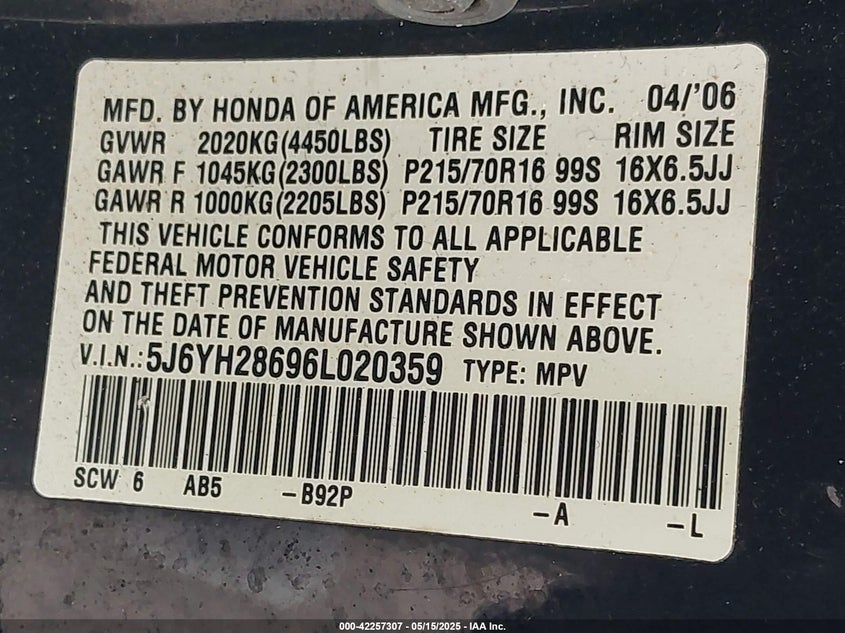 MFD. BY HONDA OF AMERICA MFG., INC. 04/'06
GVWR 2020KG(4450LBS) TIRE SIZE RIM SIZE
GAWR F 1045KG(2300LBS) P215/70R16 99S 16X6.5JJ
GAWR R 1000KG(2205LBS) P215/70R16 99S 16X6.5JJ
THIS VEHICLE CONFORMS TO ALL APPLICABLE
FEDERAL MOTOR VEHICLE SAFETY
AND THEFT PREVENTION STANDARDS IN EFFECT
ON THE DATE OF MANUFACTURE SHOWN ABOVE.
V.I.N.: 5J6YH28696L020359 TYPE: MPV
SCW 6 AB5 -B92P -A -L
000-42257307 - 05/15/2025 - IAA Inc.